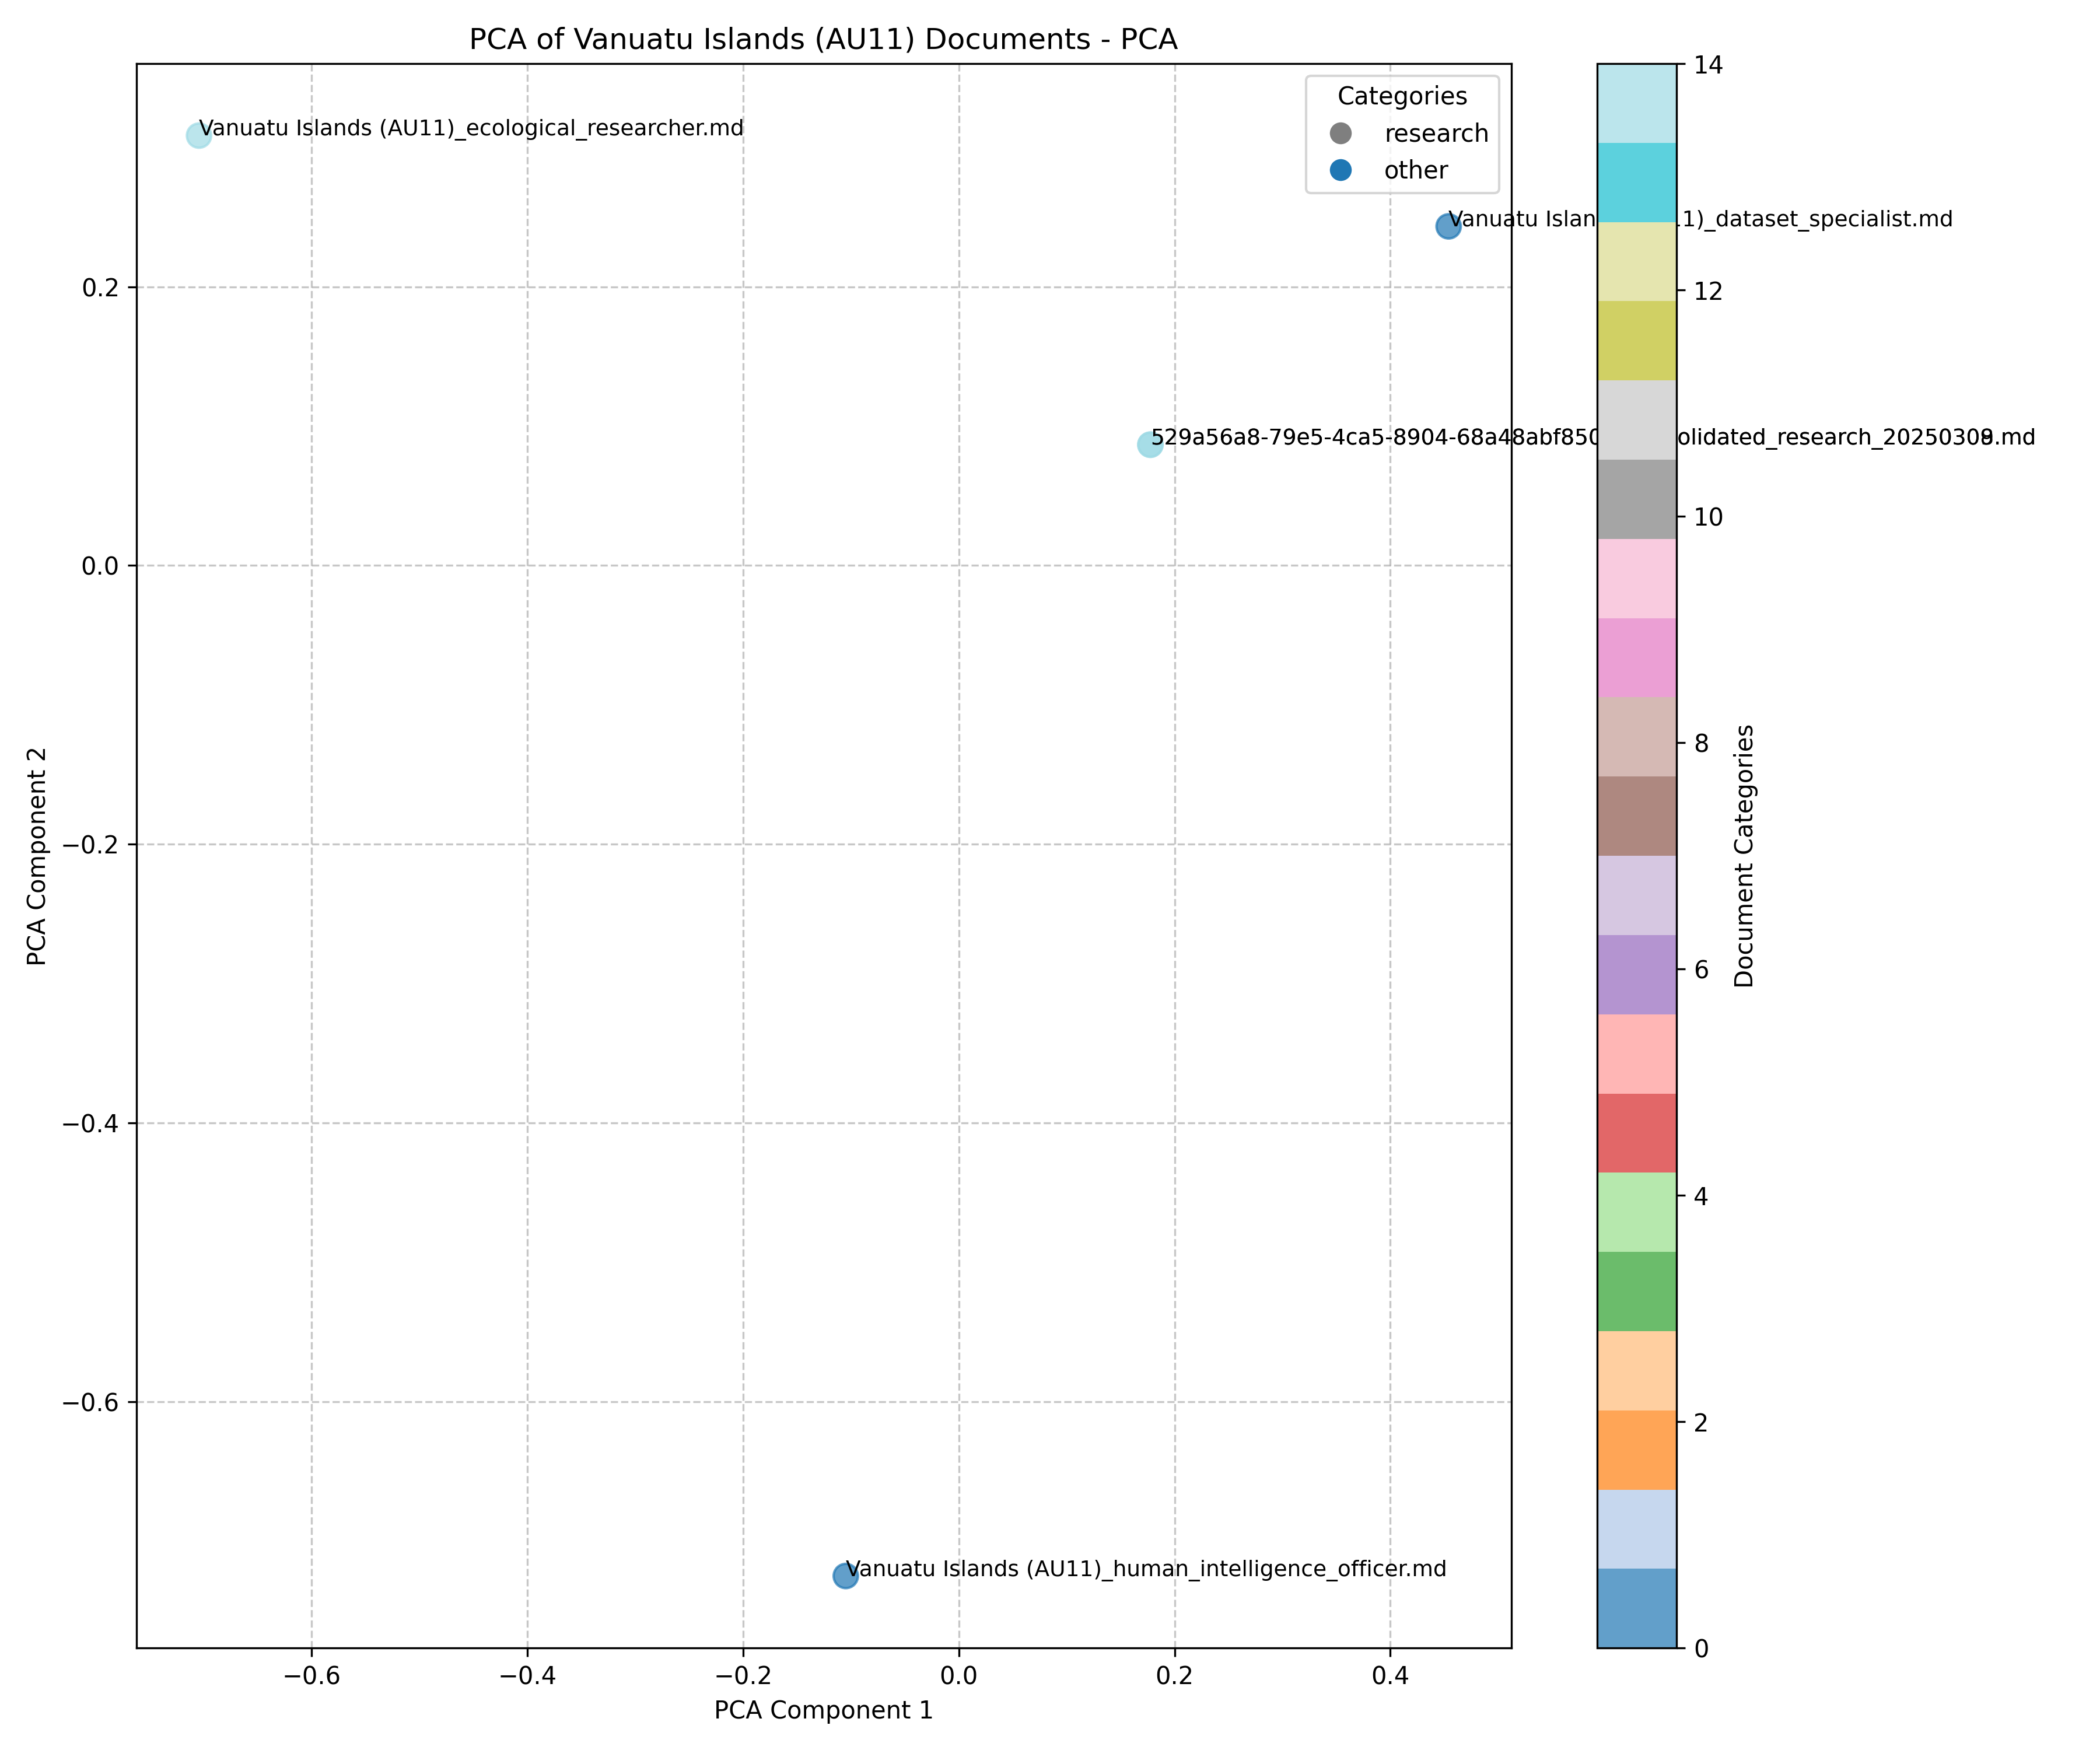 PCA of Vanuatu Islands (AU11) Documents - PCA
Vanuatu Islands (AU11)_ecological_researcher.md
Categories
research
other
Vanuatu Islan 11)_dataset_specialist.md
529a56a8-79e5-4ca5-8904-68a48abf850 olidated_research_2025030 .md
Vanuatu Islands (AU11)_human_intelligence_officer.md
0.2
0.0
−0.2
−0.4
−0.6
PCA Component 2
−0.6
−0.4
−0.2
0.0
0.2
0.4
PCA Component 1
14
12
10
8
6
4
2
0
Document Categories